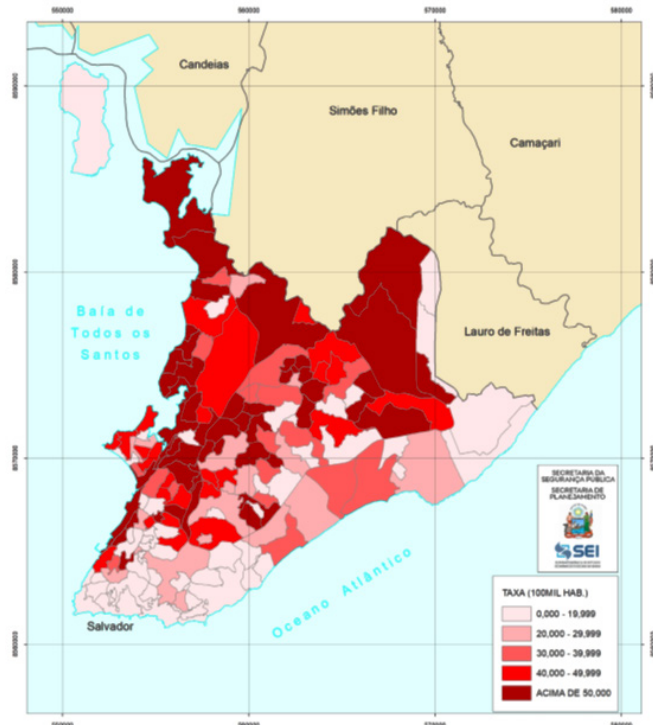 550000 560000 570000 580000
Candeias
Simões Filho
Camaçari
Baía de
Todos os
Santos
Lauro de Freitas
SECRETARIA DA
SEGURANÇA PÚBLICA
SECRETARIA DE
PLANEJAMENTO
SEI
Oceano Atlântico
Salvador
TAXA (100MIL HAB.)
0,000 - 19,999
20,000 - 29,999
30,000 - 39,999
40,000 - 49,999
ACIMA DE 50,000